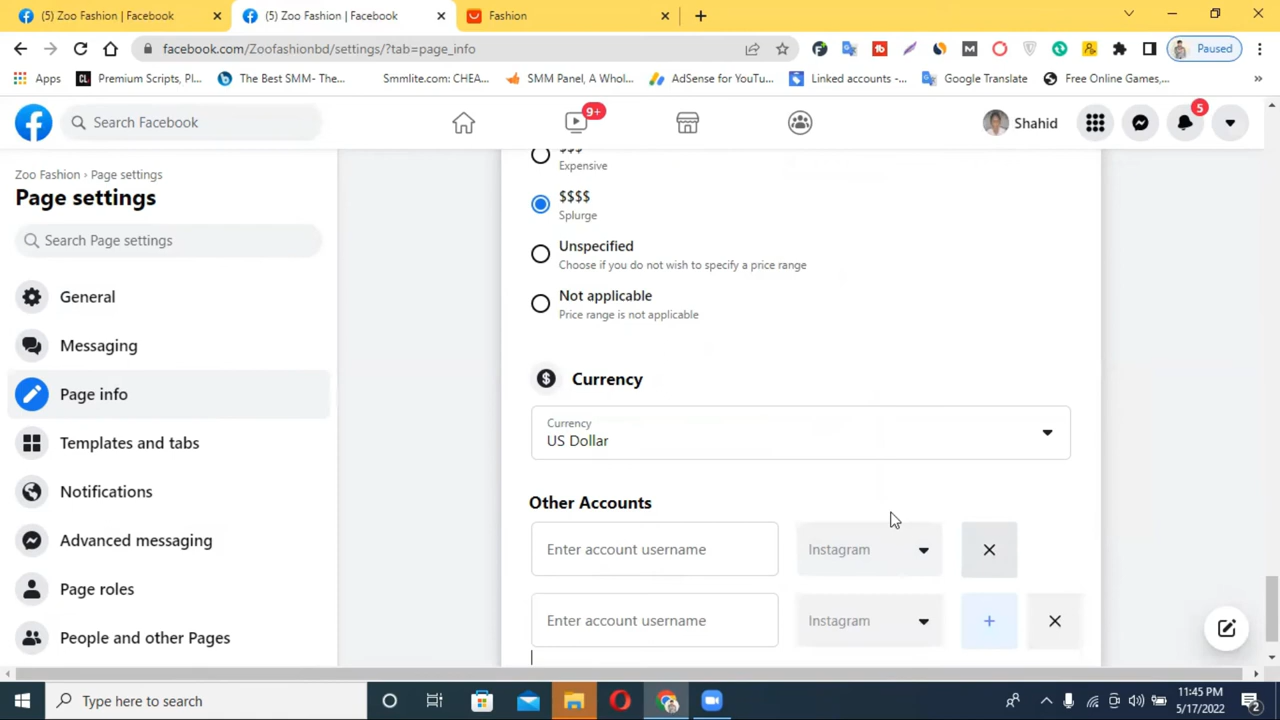 (5) Zoo Fashion | Facebook
(5) Zoo Fashion | Facebook
Fashion
facebook.com/Zoofashionbd/settings/?tab=page_info
Paused
Apps
Premium Scripts, Pl...
The Best SMM- The...
Smmlite.com: CHEA...
SMM Panel, A Whol...
AdSense for YouTu...
Linked accounts -...
Google Translate
Free Online Games,...
Search Facebook
9+
Shahid
5
Zoo Fashion › Page settings
Page settings
Search Page settings
General
Messaging
Page info
Templates and tabs
Notifications
Advanced messaging
Page roles
People and other Pages
$$$
Expensive
$$$$
Splurge
Unspecified
Choose if you do not wish to specify a price range
Not applicable
Price range is not applicable
Currency
Currency
US Dollar
Other Accounts
Enter account username
Instagram
Enter account username
Instagram
Type here to search
11:45 PM
5/17/2022
2